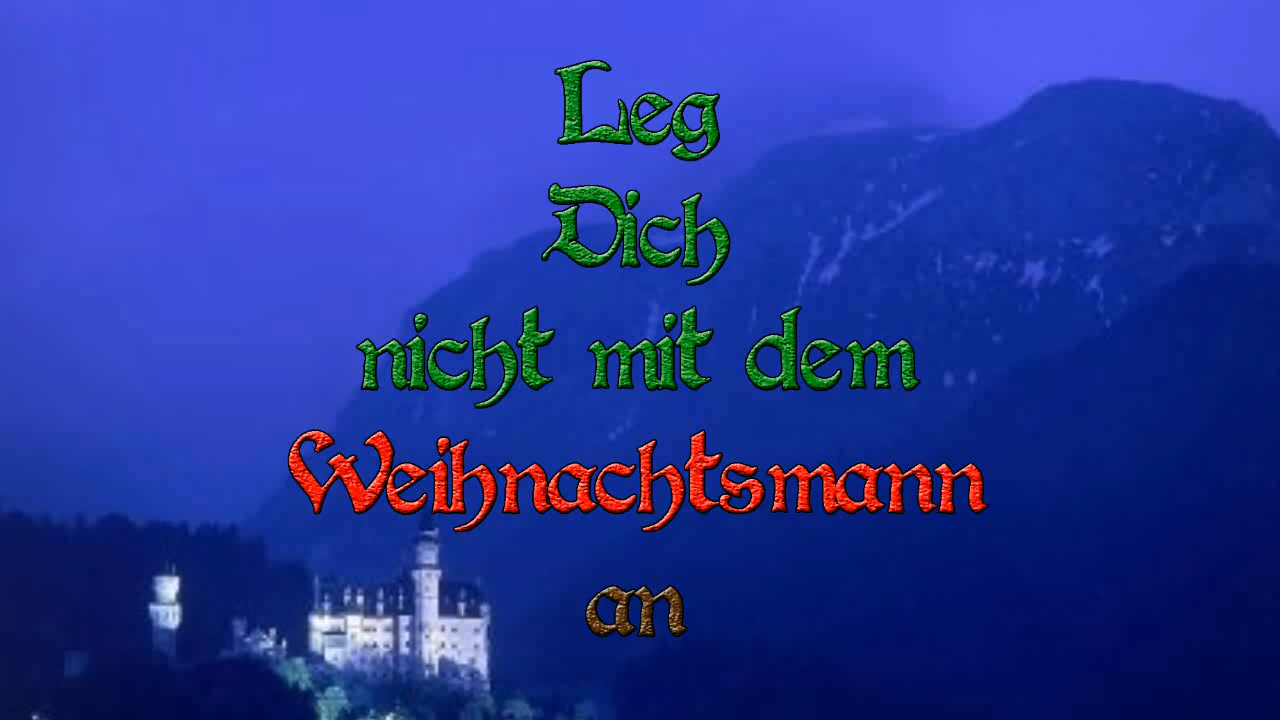 Leg
Dich
nicht mit dem
Weihnachtsmann
an